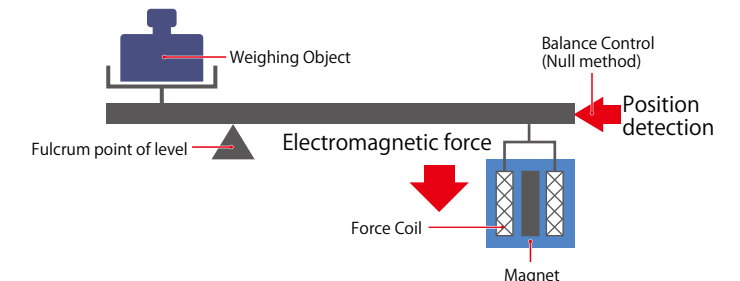 Weighing Object
Balance Control
(Null method)
Position
detection
Fulcrum point of level
Electromagnetic force
Force Coil
Magnet